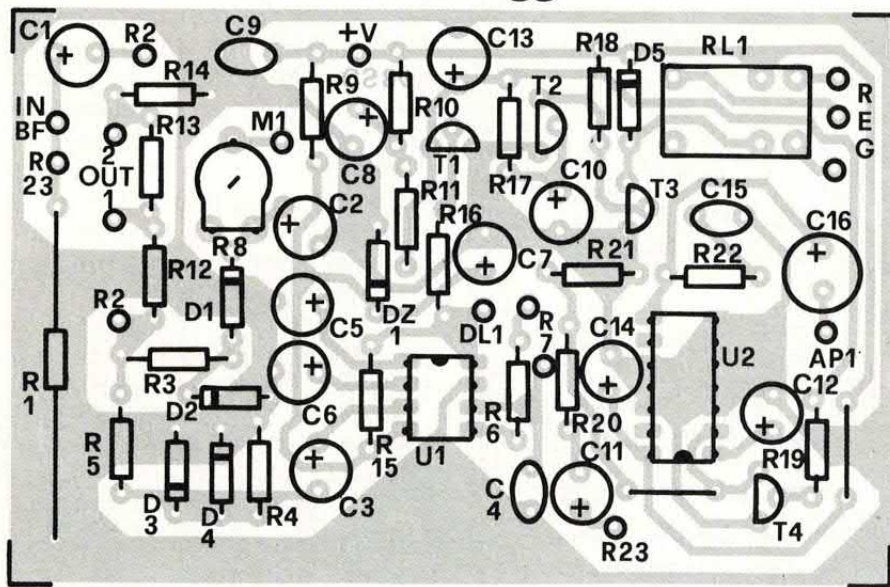 C1
R2
C9
+V
C13
R18
D5
RL1
R14
R9
R10
T2
R
E
G
IN
BF
R13
M1
T1
R
23
2
OUT
1
C8
R17
C10
R11
T3
C15
C2
R16
C16
R12
R8
C7
R21
R22
R2
D1
C5
DZ
1
DL1
R
7
C14
U2
AP1
R
1
R3
D2
C6
R
15
U1
R
6
R20
C12
R
5
D
3
D
4
R4
C3
C
4
C11
R19
R23
T4